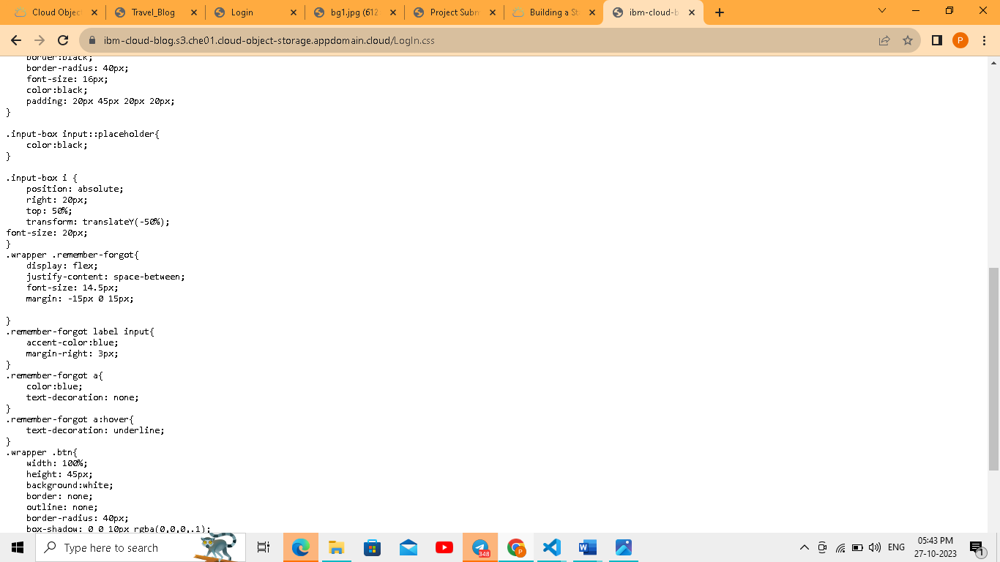 Cloud Objec
Travel_Blog
Login
bg1.jpg (612
Project Subm
Building a St
ibm-cloud-b
ibm-cloud-blog.s3.che01.cloud-object-storage.appdomain.cloud/LogIn.css
P
border:black;
border-radius: 40px;
font-size: 16px;
color:black;
padding: 20px 45px 20px 20px;
}
.input-box input::placeholder{
color:black;
}
.input-box i {
position: absolute;
right: 20px;
top: 50%;
transform: translateY(-50%);
font-size: 20px;
}
.wrapper .remember-forgot{
display: flex;
justify-content: space-between;
font-size: 14.5px;
margin: -15px 0 15px;
}
.remember-forgot label input{
accent-color:blue;
margin-right: 3px;
}
.remember-forgot a{
color:blue;
text-decoration: none;
}
.remember-forgot a:hover{
text-decoration: underline;
}
.wrapper .btn{
width: 100%;
height: 45px;
background:white;
border: none;
outline: none;
border-radius: 40px;
box-shadow: 0 0 10px rgba(0,0,0,.1);
Type here to search
348
P
ENG
05:43 PM
27-10-2023
1